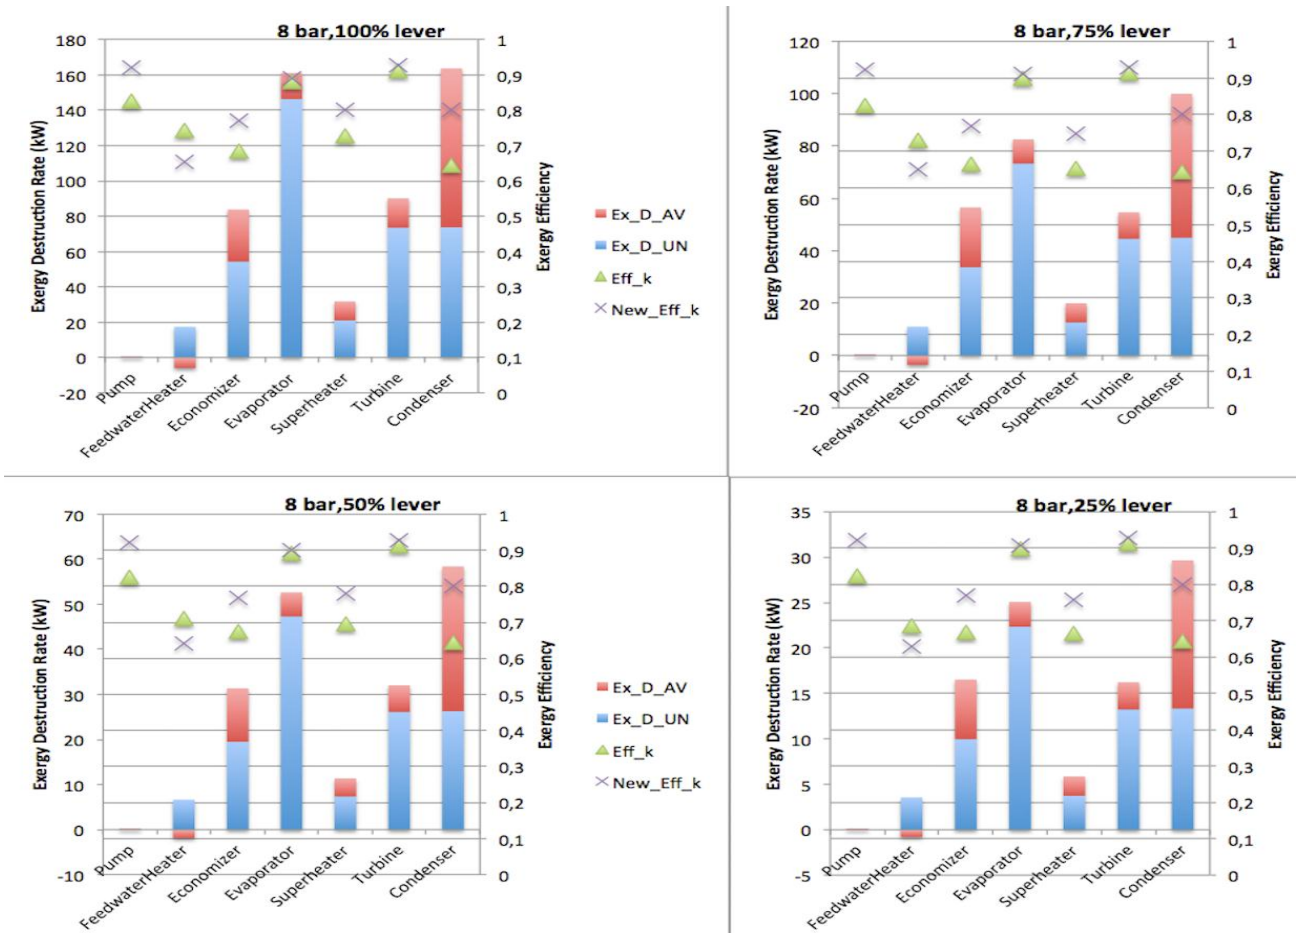 8 bar,100% lever
Exergy Destruction Rate (kW)
180
160
140
120
100
80
60
40
20
0
-20
1
0,9
0,8
0,7
0,6
0,5
0,4
0,3
0,2
0,1
0
Exergy Efficiency
Pump
FeedwaterHeater
Economizer
Evaporator
Superheater
Turbine
Condenser
Ex_D_AV
Ex_D_UN
Eff_k
New_Eff_k
8 bar,75% lever
Exergy Destruction Rate (kW)
120
100
80
60
40
20
0
-20
1
0,9
0,8
0,7
0,6
0,5
0,4
0,3
0,2
0,1
0
Exergy Efficiency
Pump
FeedwaterHeater
Economizer
Evaporator
Superheater
Turbine
Condenser
8 bar,50% lever
Exergy Destruction Rate (kW)
70
60
50
40
30
20
10
0
-10
1
0,9
0,8
0,7
0,6
0,5
0,4
0,3
0,2
0,1
0
Exergy Efficiency
Pump
FeedwaterHeater
Economizer
Evaporator
Superheater
Turbine
Condenser
Ex_D_AV
Ex_D_UN
Eff_k
New_Eff_k
8 bar,25% lever
Exergy Destruction Rate (kW)
35
30
25
20
15
10
5
0
-5
1
0,9
0,8
0,7
0,6
0,5
0,4
0,3
0,2
0,1
0
Exergy Efficiency
Pump
FeedwaterHeater
Economizer
Evaporator
Superheater
Turbine
Condenser